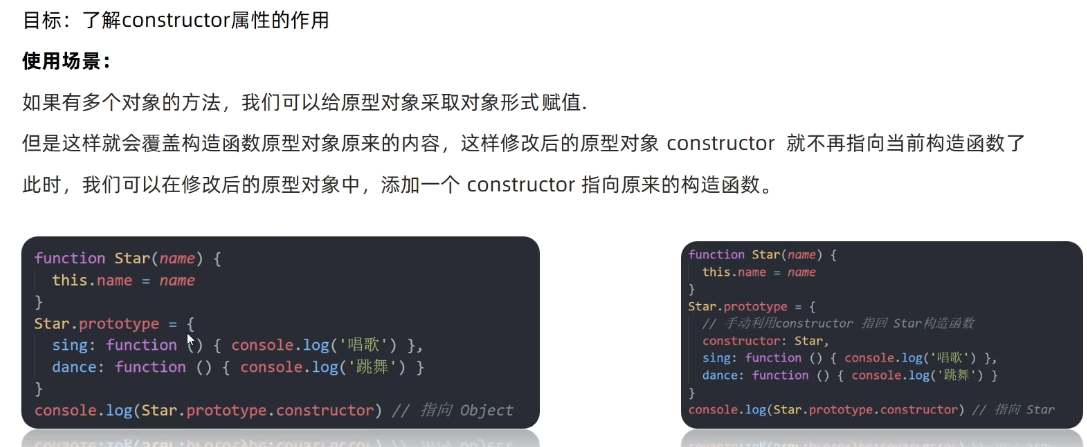 目标：了解constructor属性的作用
使用场景：
如果有多个对象的方法，我们可以给原型对象采取对象形式赋值.
但是这样就会覆盖构造函数原型对象原来的内容，这样修改后的原型对象 constructor 就不再指向当前构造函数了
此时，我们可以在修改后的原型对象中，添加一个 constructor 指向原来的构造函数。
function Star(name) {
  this.name = name
}
Star.prototype = {
  sing: function () { console.log('唱歌') },
  dance: function () { console.log('跳舞') }
}
console.log(Star.prototype.constructor) // 指向 Object
function Star(name) {
  this.name = name
}
Star.prototype = {
  // 手动利用constructor 指回 Star构造函数
  constructor: Star,
  sing: function () { console.log('唱歌') },
  dance: function () { console.log('跳舞') }
}
console.log(Star.prototype.constructor) // 指向 Star